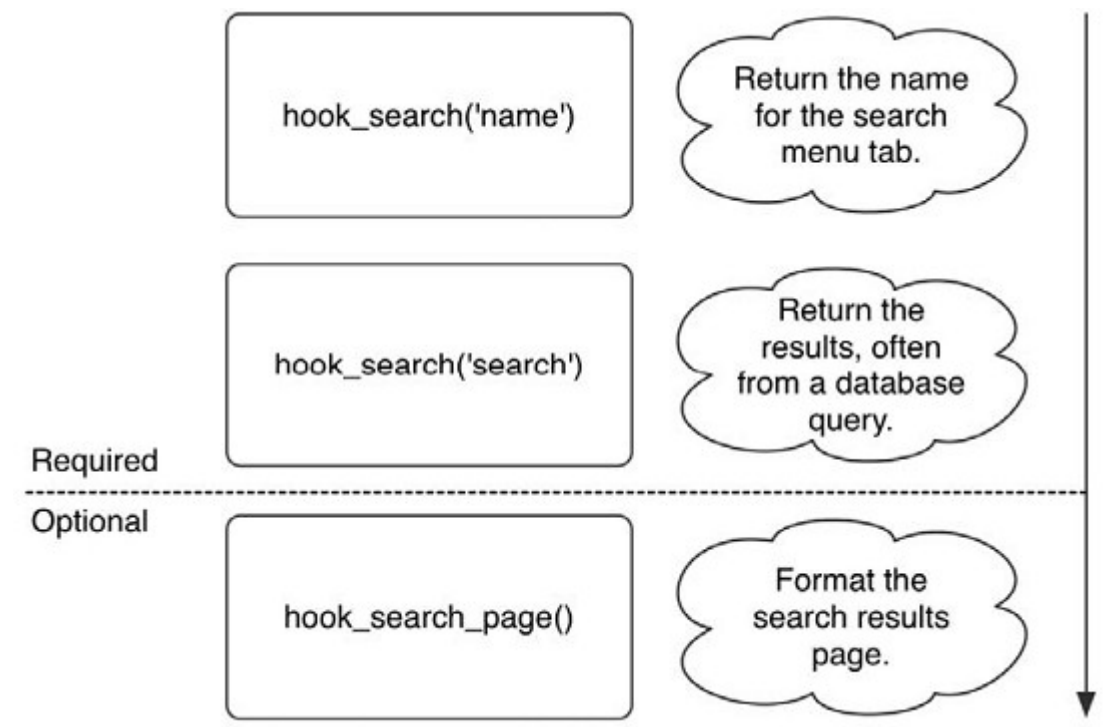 hook_search('name')
Return the name
for the search
menu tab.
hook_search('search')
Return the
results, often
from a database
query.
Required
Optional
hook_search_page()
Format the
search results
page.